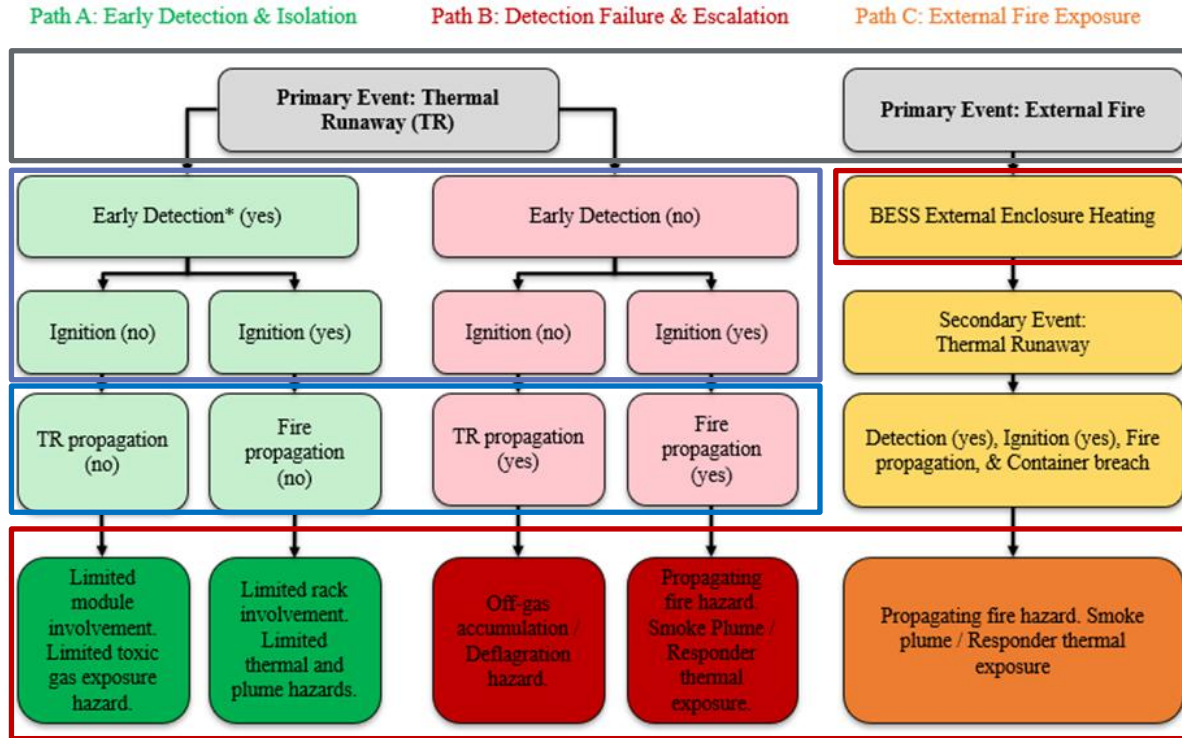 Path A: Early Detection & Isolation
Path B: Detection Failure & Escalation
Path C: External Fire Exposure
Primary Event: Thermal
Runaway (TR)
Primary Event: External Fire
Early Detection* (yes)
Early Detection (no)
BESS External Enclosure Heating
Ignition (no)
Ignition (yes)
Ignition (no)
Ignition (yes)
Secondary Event:
Thermal Runaway
TR propagation
(no)
Fire
propagation
(no)
TR propagation
(yes)
Fire
propagation
(yes)
Detection (yes), Ignition (yes), Fire
propagation, & Container breach
Limited
module
involvement.
Limited toxic
gas exposure
hazard.
Limited rack
involvement.
Limited
thermal and
plume hazards.
Off-gas
accumulation /
Deflagration
hazard.
Propagating
fire hazard.
Smoke Plume /
Responder
thermal
exposure.
Propagating fire hazard. Smoke
plume / Responder thermal
exposure